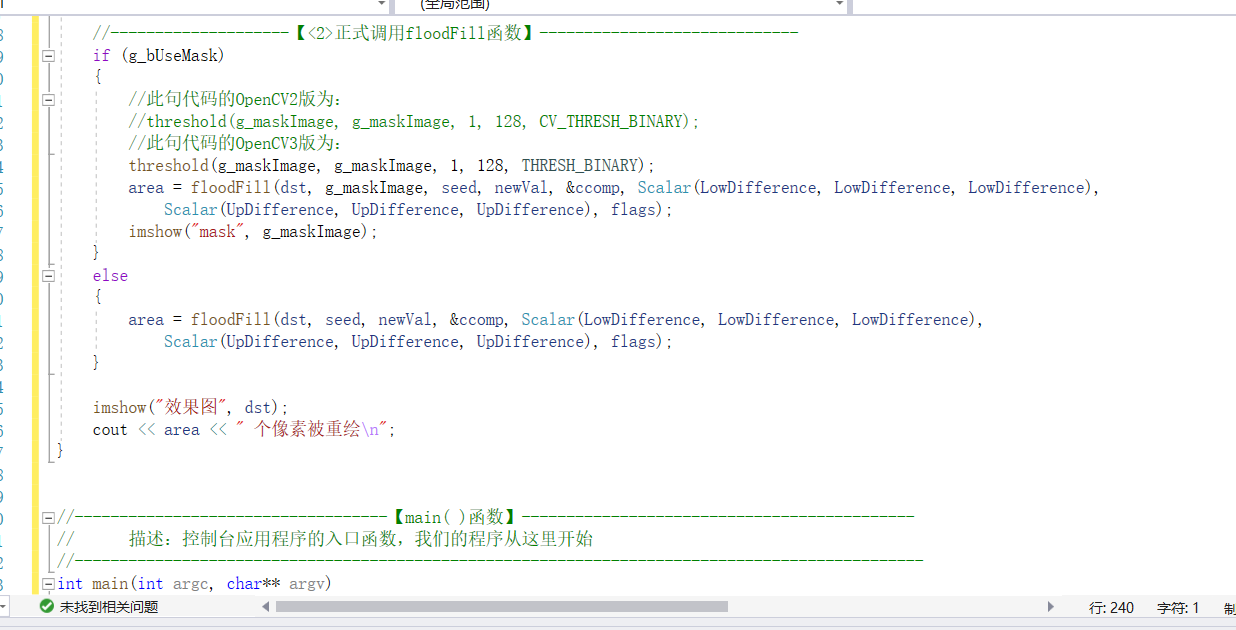 (全局范围)
//--------------------【<2>正式调用floodFill函数】-----------------------------
if (g_bUseMask)
{
//此句代码的OpenCV2版为:
//threshold(g_maskImage, g_maskImage, 1, 128, CV_THRESH_BINARY);
//此句代码的OpenCV3版为:
threshold(g_maskImage, g_maskImage, 1, 128, THRESH_BINARY);
area = floodFill(dst, g_maskImage, seed, newVal, &ccomp, Scalar(LowDifference, LowDifference, LowDifference),
Scalar(UpDifference, UpDifference, UpDifference), flags);
imshow("mask", g_maskImage);
}
else
{
area = floodFill(dst, seed, newVal, &ccomp, Scalar(LowDifference, LowDifference, LowDifference),
Scalar(UpDifference, UpDifference, UpDifference), flags);
}
imshow("效果图", dst);
cout << area << " 个像素被重绘\n";
}
//-----------------------------------【main( )函数】--------------------------------------------
// 描述：控制台应用程序的入口函数，我们的程序从这里开始
//-----------------------------------------------------------------------------------------------
int main(int argc, char** argv)
未找到相关问题 行: 240 字符: 1